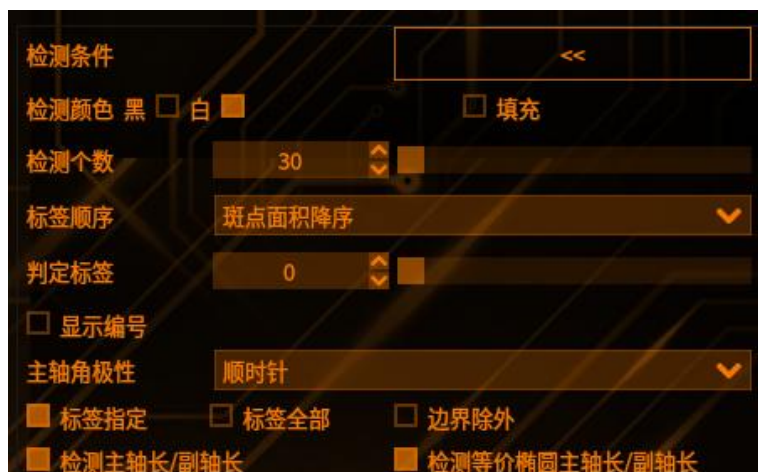 检测条件 <<
检测颜色 黑 白 填充
检测个数 30
标签顺序 斑点面积降序
判定标签 0
显示编号
主轴角极性 顺时针
标签指定 标签全部 边界除外
检测主轴长/副轴长 检测等价椭圆主轴长/副轴长